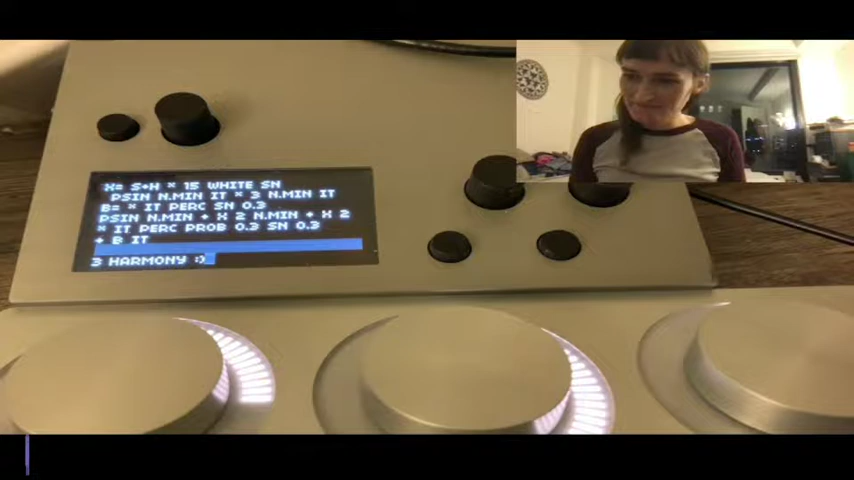 X= S+H * 15 WHITE SN
PSIN N.MIN IT * 3 N.MIN IT
B= * IT PERC SN 0.3
PSIN N.MIN + X 2 N.MIN + X 2
* IT PERC PROB 0.3 SN 0.3
+ B IT
3 HARMONY :)